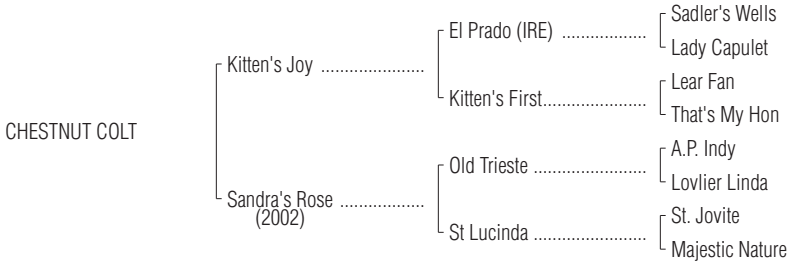 Sadler's Wells
El Prado (IRE) ..................
Lady Capulet
Kitten's Joy ......................
Lear Fan
Kitten's First......................
That's My Hon
CHESTNUT COLT
A.P. Indy
Old Trieste ........................
Lovlier Linda
Sandra's Rose ..................
(2002)
St. Jovite
St Lucinda ........................
Majestic Nature